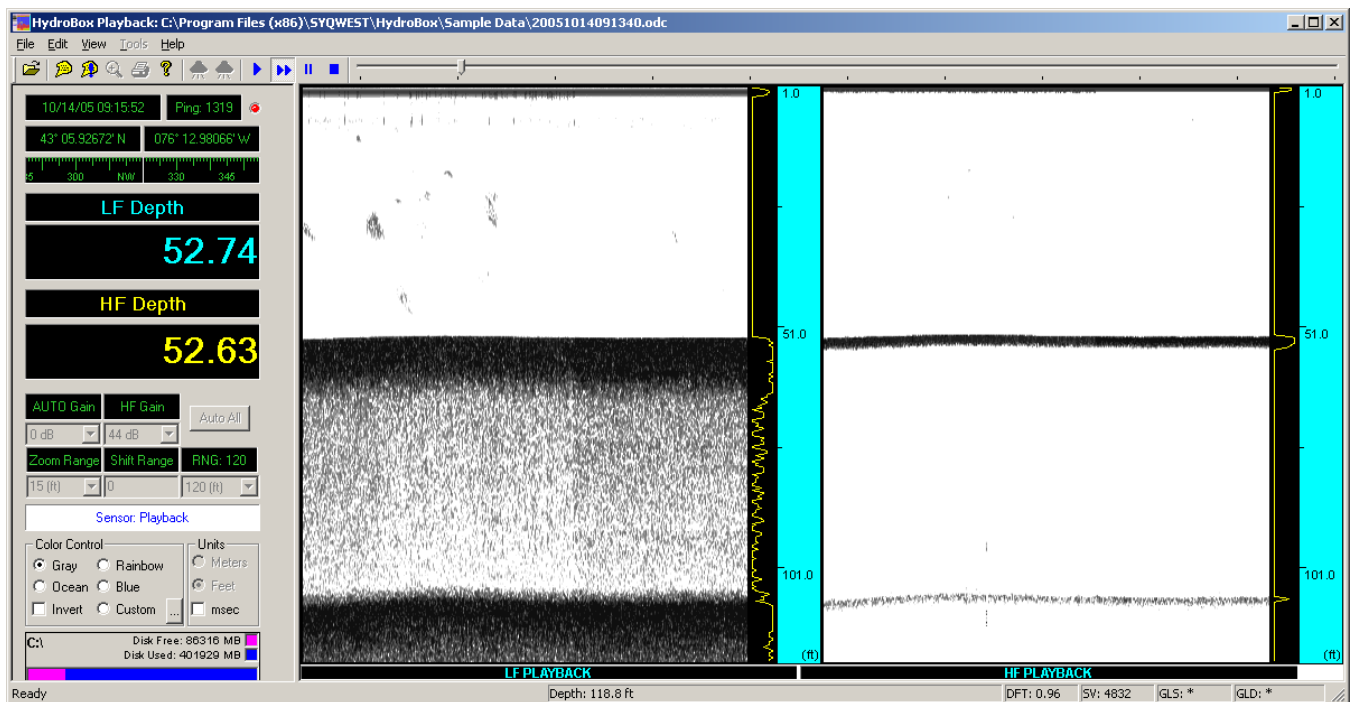 HydroBox Playback: C:\Program Files (x86)\SYQWEST\HydroBox\Sample Data\20051014091340.odc
File Edit View Tools Help
10/14/05 09:15:52 Ping: 1319
43° 05.92672' N 076° 12.98066' W
300 NW 330 345
LF Depth
52.74
HF Depth
52.63
AUTO Gain HF Gain Auto All
0 dB 44 dB
Zoom Range Shift Range RNG: 120
15 (ft) 0 120 (ft)
Sensor: Playback
Color Control Units
Gray Rainbow Meters
Ocean Blue Feet
Invert Custom ... msec
C:\ Disk Free: 86316 MB
Disk Used: 401929 MB
1.0
51.0
101.0
(ft)
LF PLAYBACK
1.0
51.0
101.0
(ft)
HF PLAYBACK
Ready Depth: 118.8 ft DFT: 0.96 SV: 4832 GLS: * GLD: *